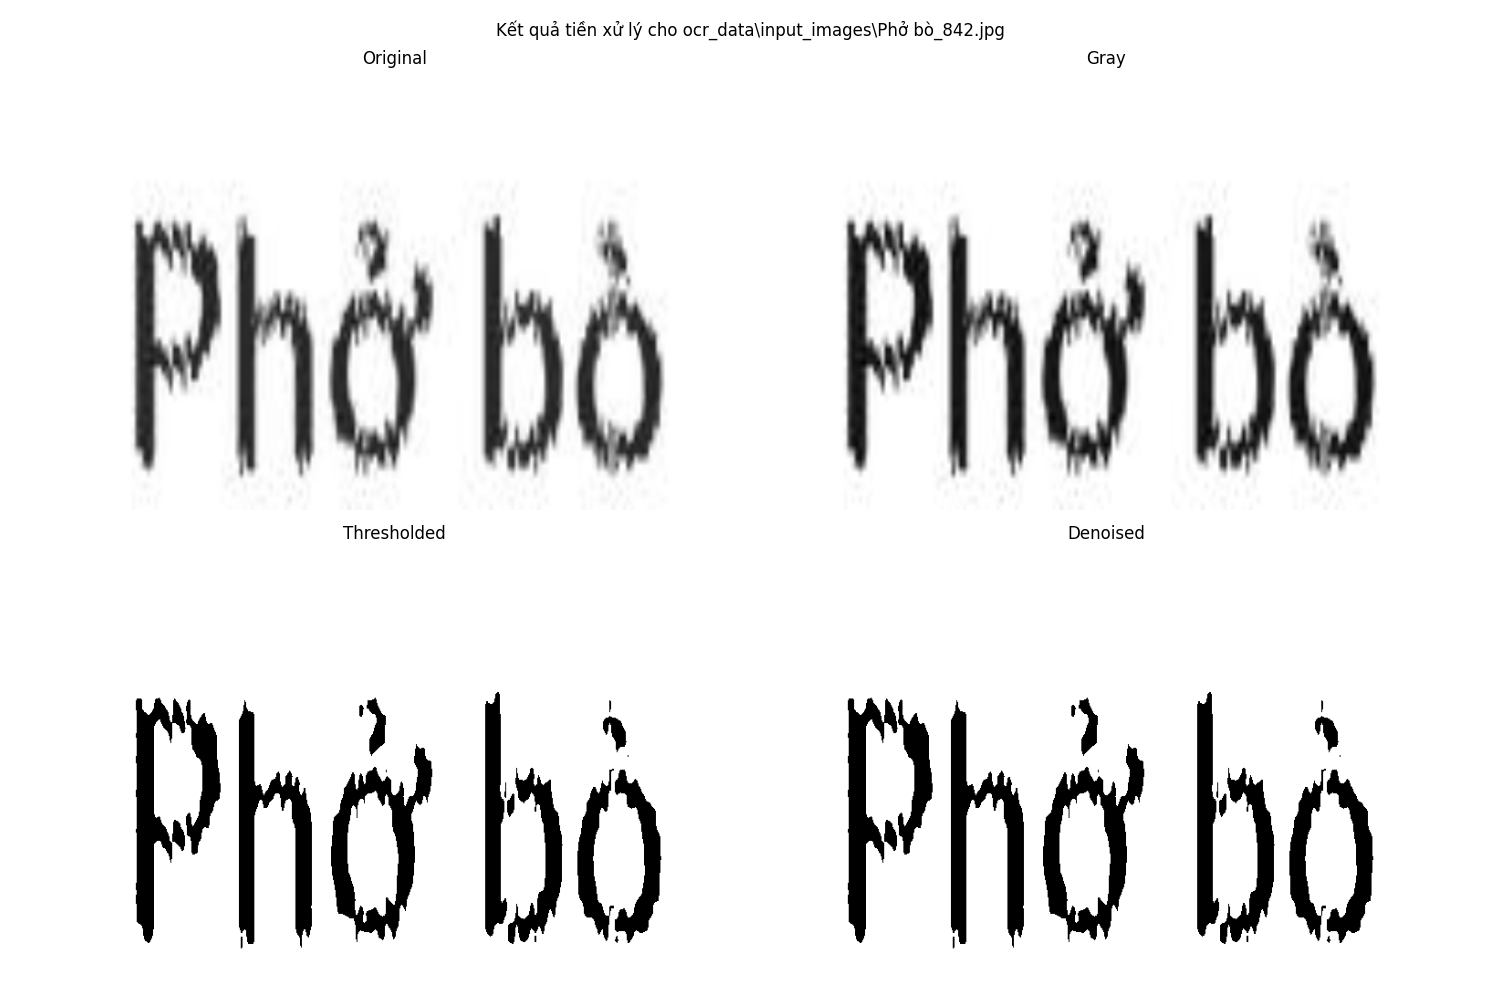 Kết quả tiền xử lý cho ocr_data\input_images\Phở bò_842.jpg
Original
Gray
Phở bò
Phở bò
Thresholded
Denoised
Phở bò
Phở bò